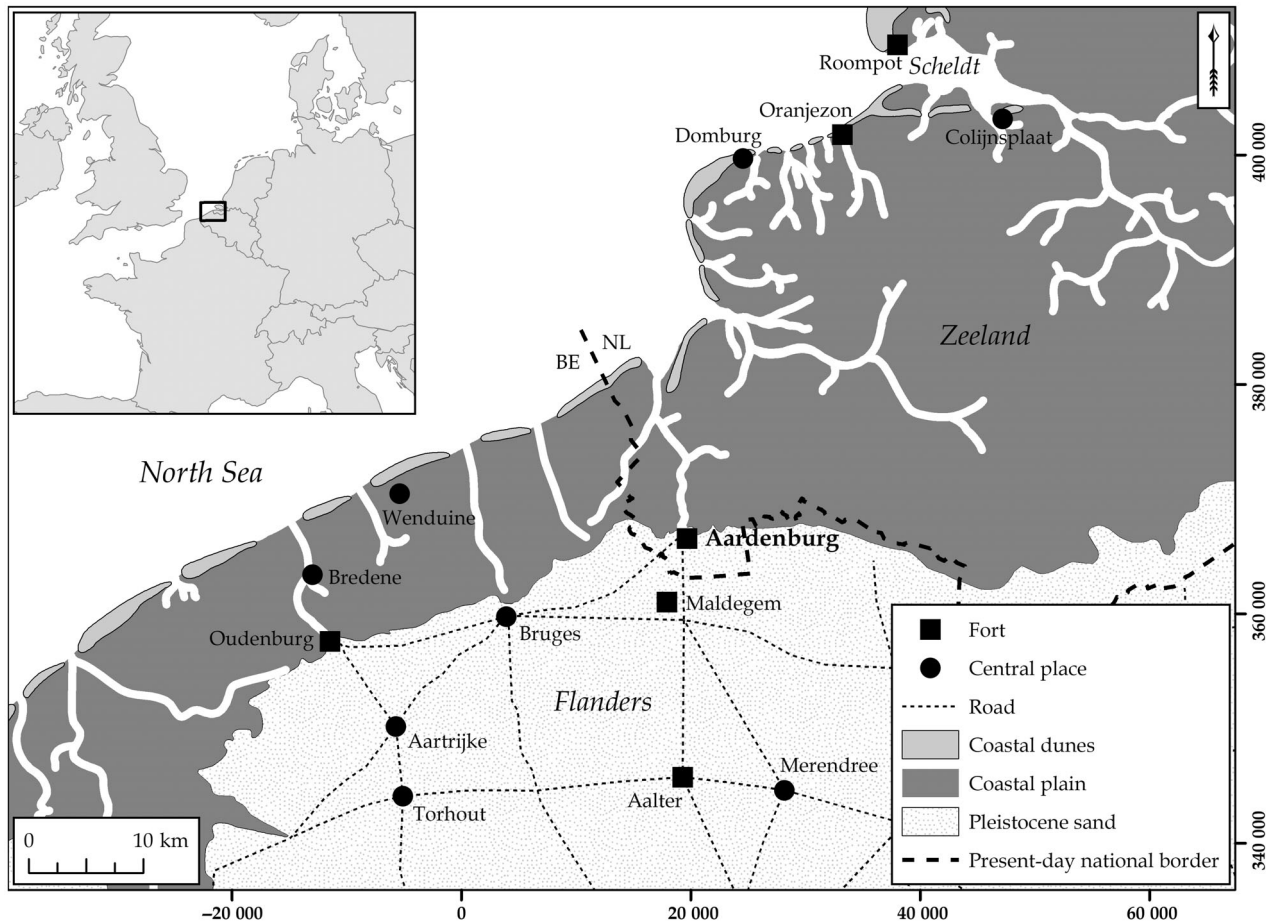 Roompot
Scheldt
Oranjezon
Domburg
Colijnsplaat
400 000
Zeeland
NL
BE
380 000
North Sea
Wenduine
Aardenburg
Bredene
Maldegem
360 000
Oudenburg
Bruges
Fort
Central place
Flanders
Road
Aartrijke
Coastal dunes
Merendree
Coastal plain
Aalter
Torhout
Pleistocene sand
0 10 km
Present-day national border
340 000
−20 000 0 20 000 40 000 60 000